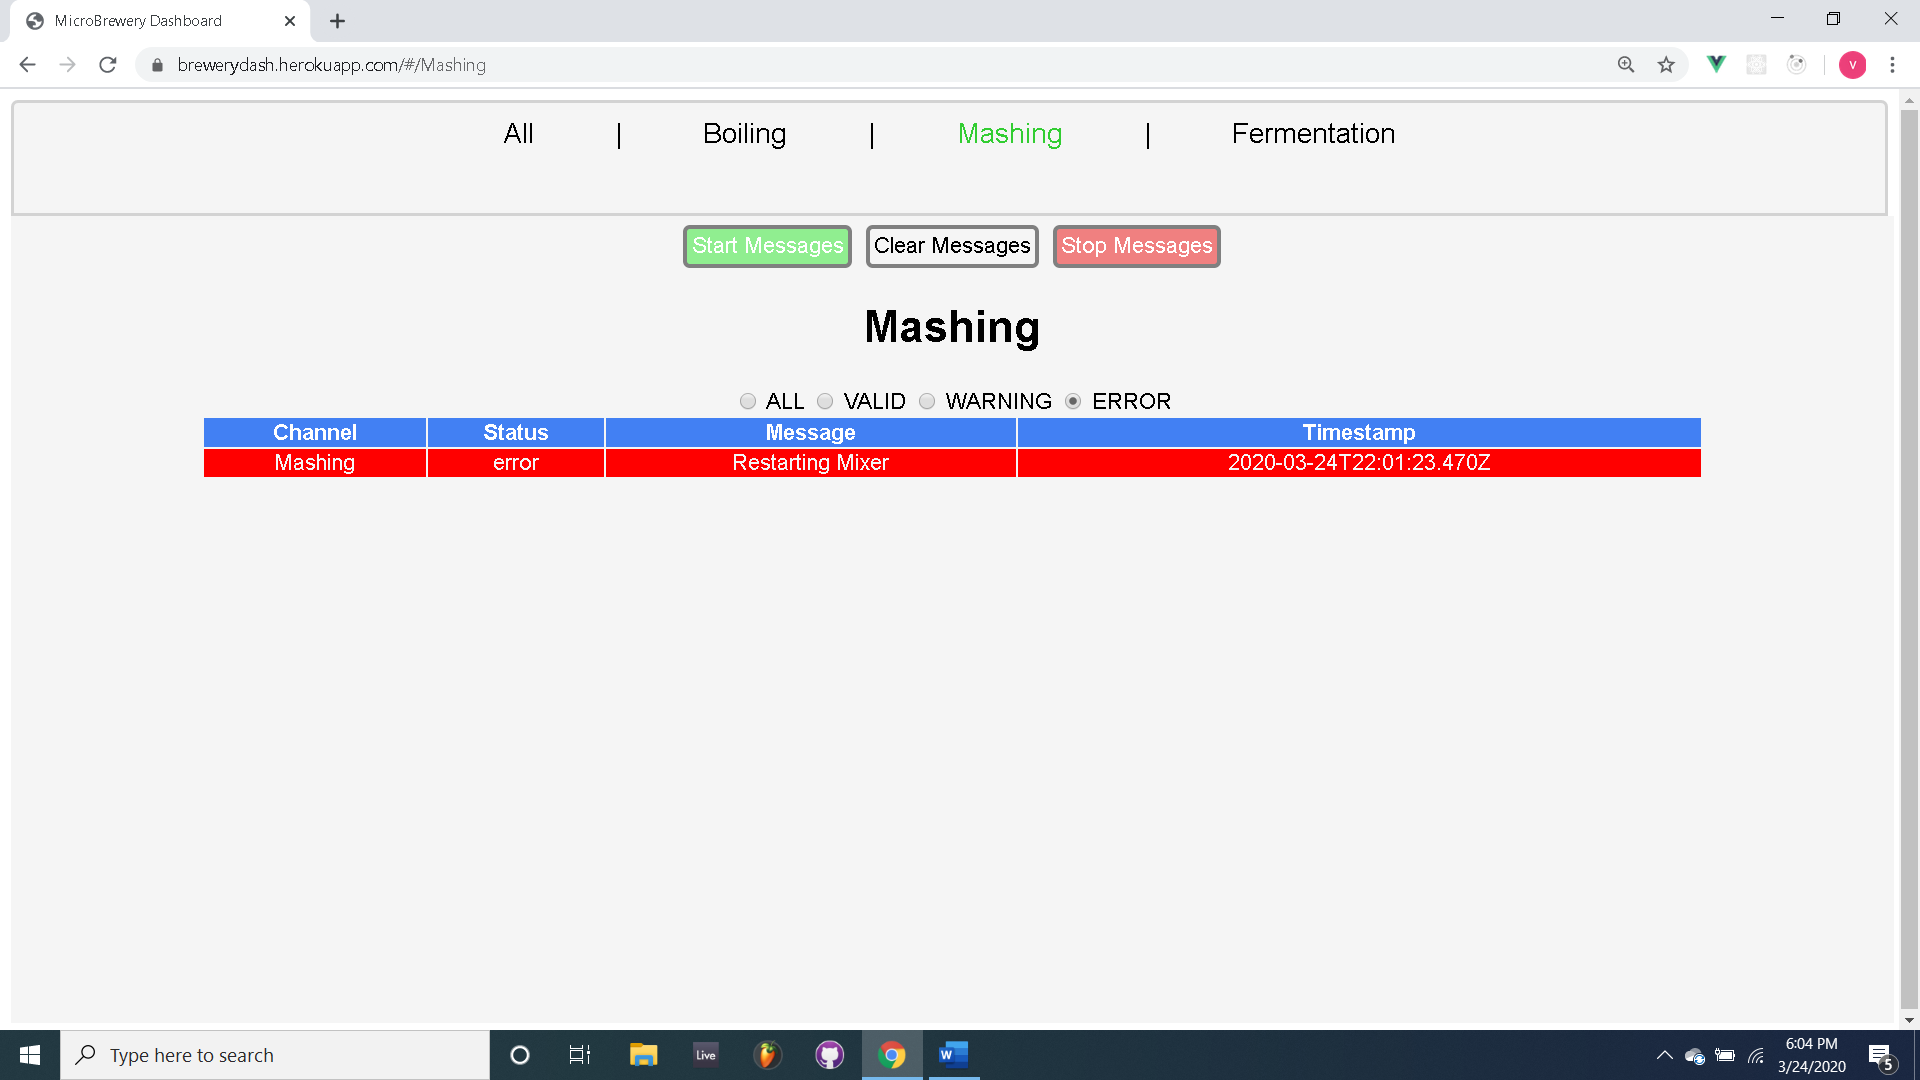 MicroBrewery Dashboard
brewerydash.herokuapp.com/#/Mashing
V
All | Boiling | Mashing | Fermentation
Start Messages Clear Messages Stop Messages
Mashing
ALL VALID WARNING ERROR
Channel Status Message Timestamp
Mashing error Restarting Mixer 2020-03-24T22:01:23.470Z
Type here to search
Live
W
6:04 PM
3/24/2020
5